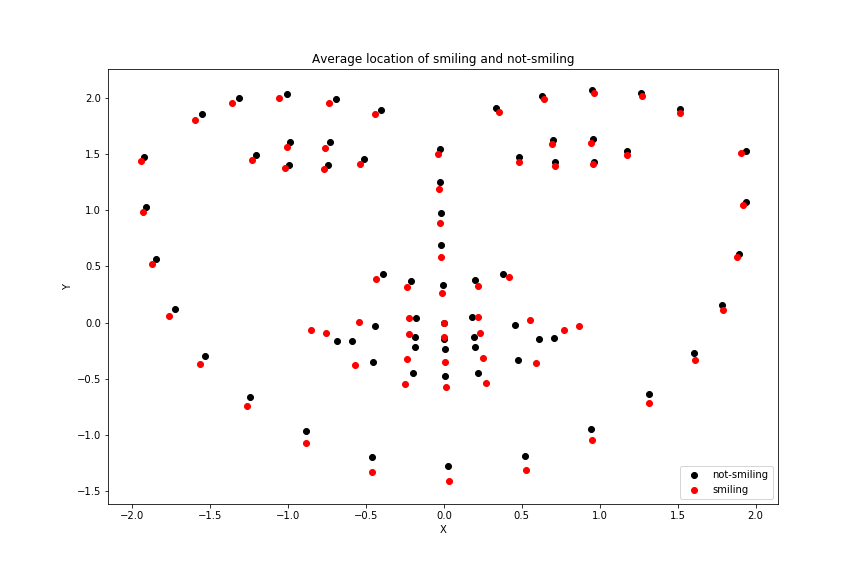 Average location of smiling and not-smiling
Y
2.0
1.5
1.0
0.5
0.0
−0.5
−1.0
−1.5
not-smiling
smiling
−2.0 −1.5 −1.0 −0.5 0.0 0.5 1.0 1.5 2.0
X